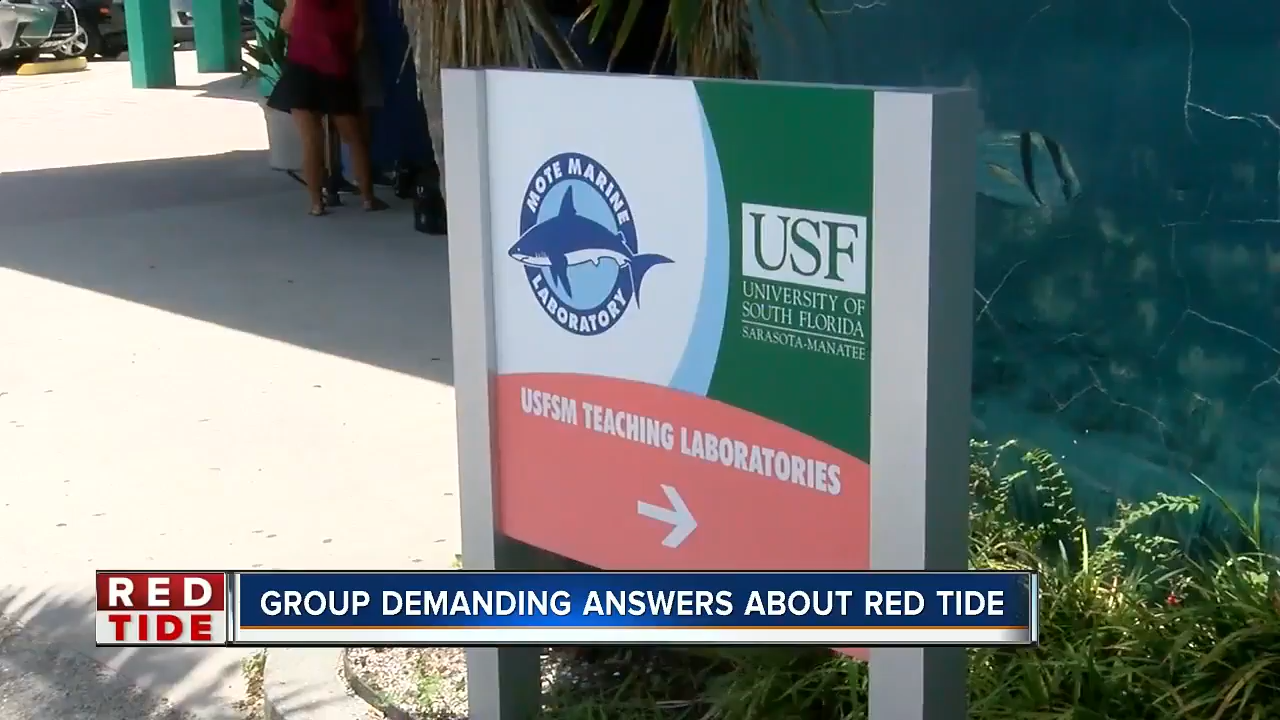 MOTE MARINE
LABORATORY
USF
UNIVERSITY OF
SOUTH FLORIDA
SARASOTA-MANATEE
USFSM TEACHING LABORATORIES
RED
TIDE
GROUP DEMANDING ANSWERS ABOUT RED TIDE